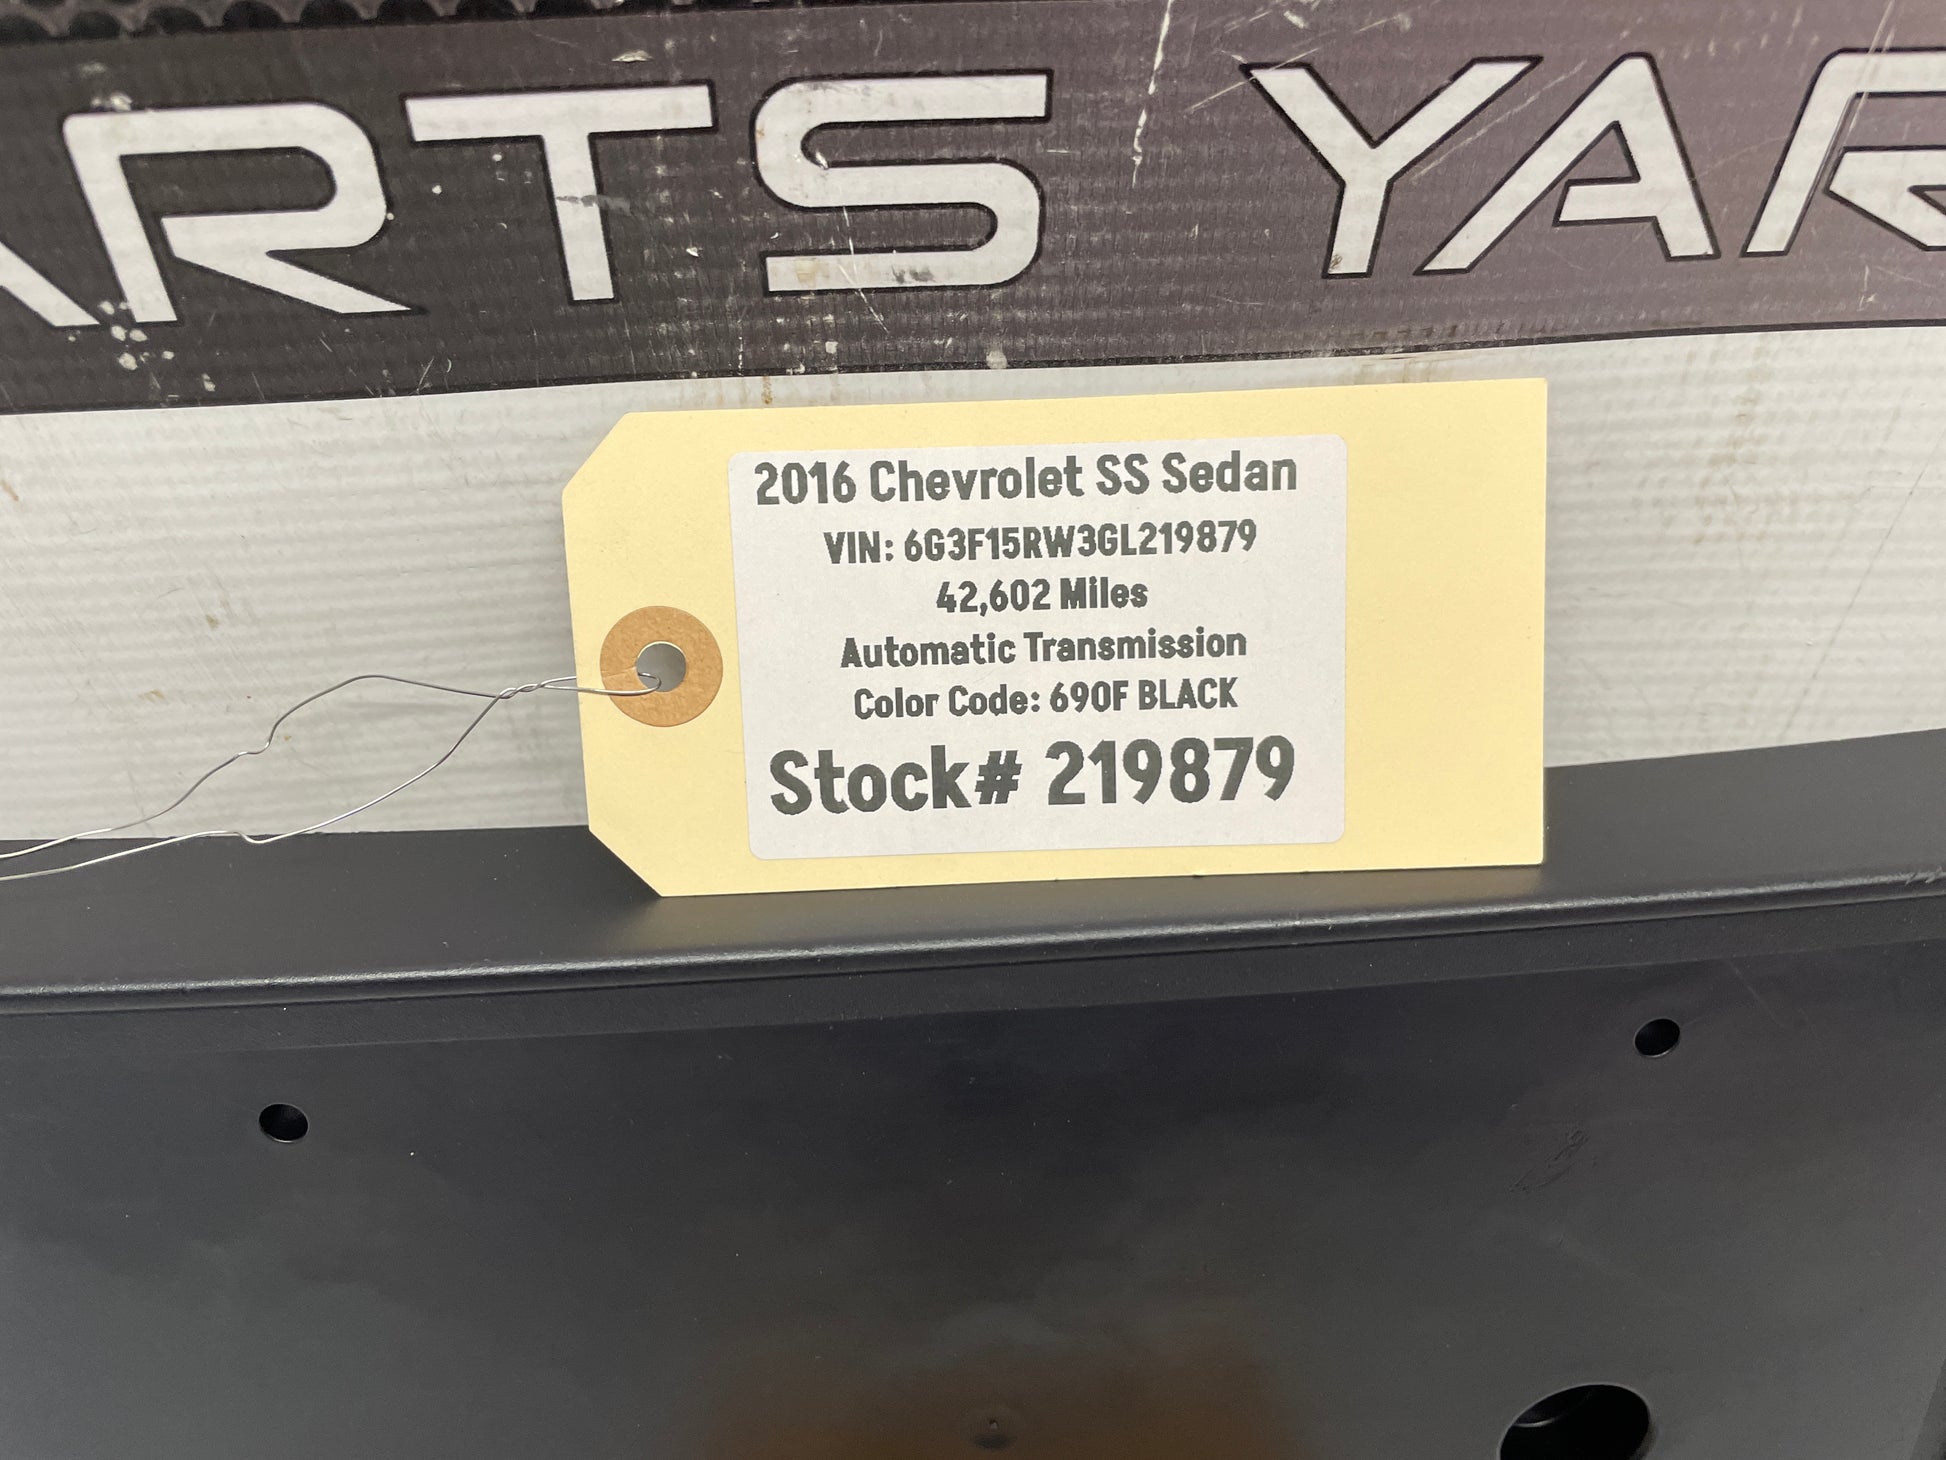 ARTS YAR
2016 Chevrolet SS Sedan
VIN: 6G3F15RW3GL219879
42,602 Miles
Automatic Transmission
Color Code: 690F BLACK
Stock# 219879